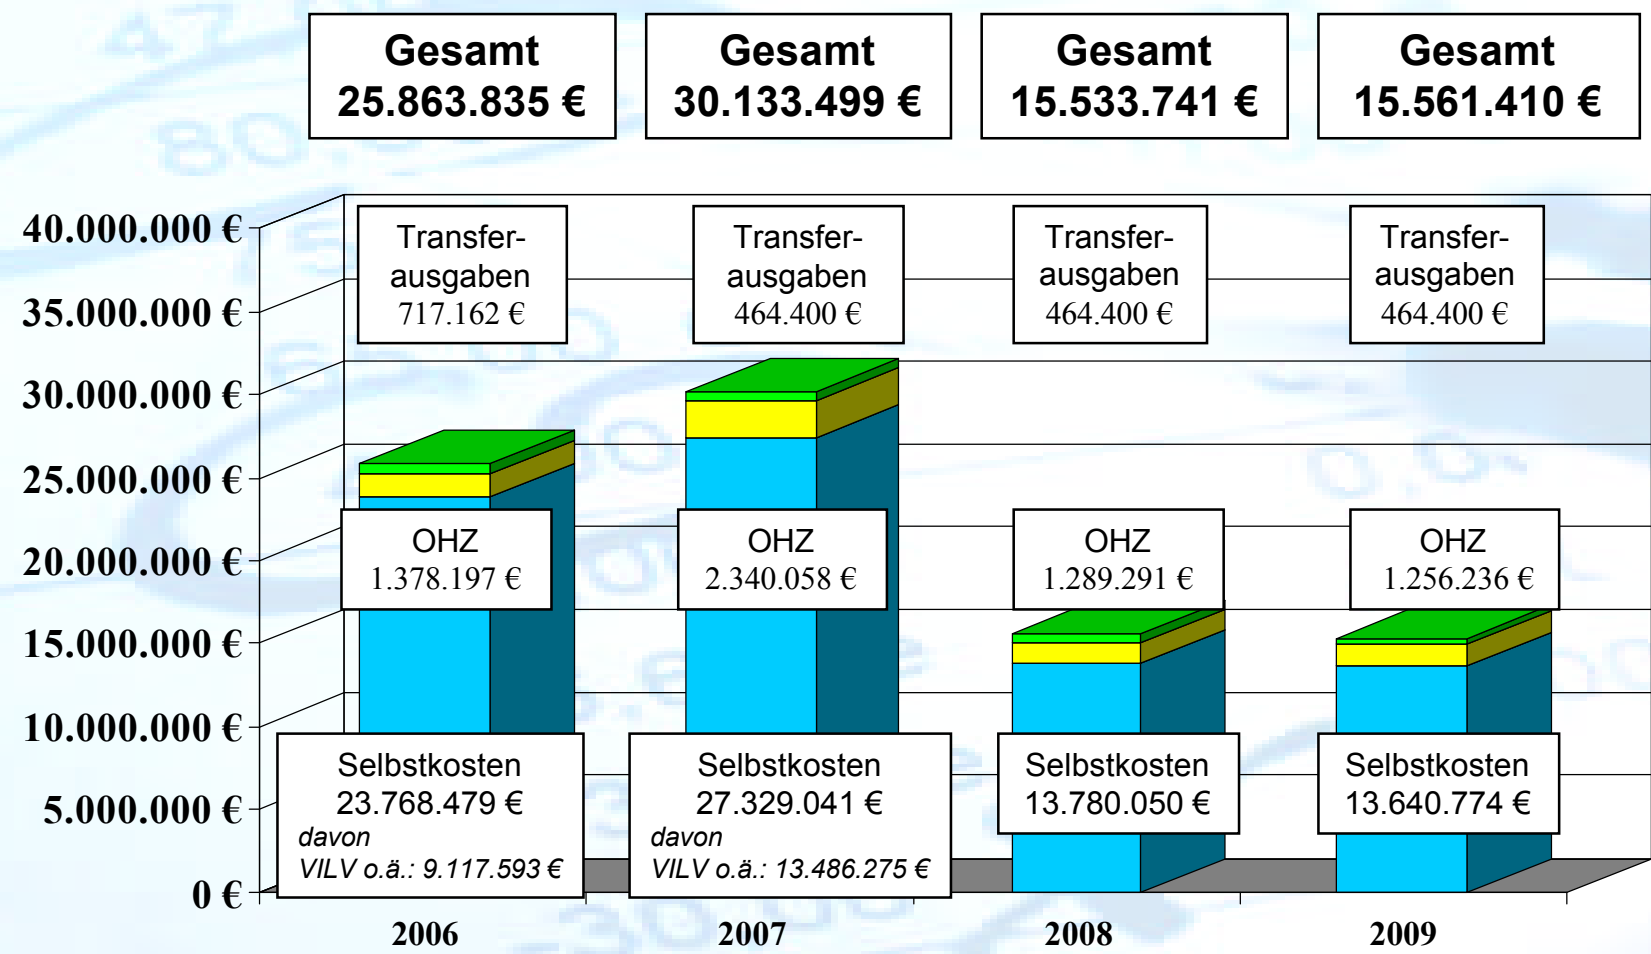 Gesamt
25.863.835 €
Gesamt
30.133.499 €
Gesamt
15.533.741 €
Gesamt
15.561.410 €
40.000.000 €
35.000.000 €
30.000.000 €
25.000.000 €
20.000.000 €
15.000.000 €
10.000.000 €
5.000.000 €
0 €
Transfer-
ausgaben
717.162 €
Transfer-
ausgaben
464.400 €
Transfer-
ausgaben
464.400 €
Transfer-
ausgaben
464.400 €
OHZ
1.378.197 €
OHZ
2.340.058 €
OHZ
1.289.291 €
OHZ
1.256.236 €
Selbstkosten
23.768.479 €
davon
VILV o.ä.: 9.117.593 €
Selbstkosten
27.329.041 €
davon
VILV o.ä.: 13.486.275 €
Selbstkosten
13.780.050 €
Selbstkosten
13.640.774 €
2006
2007
2008
2009